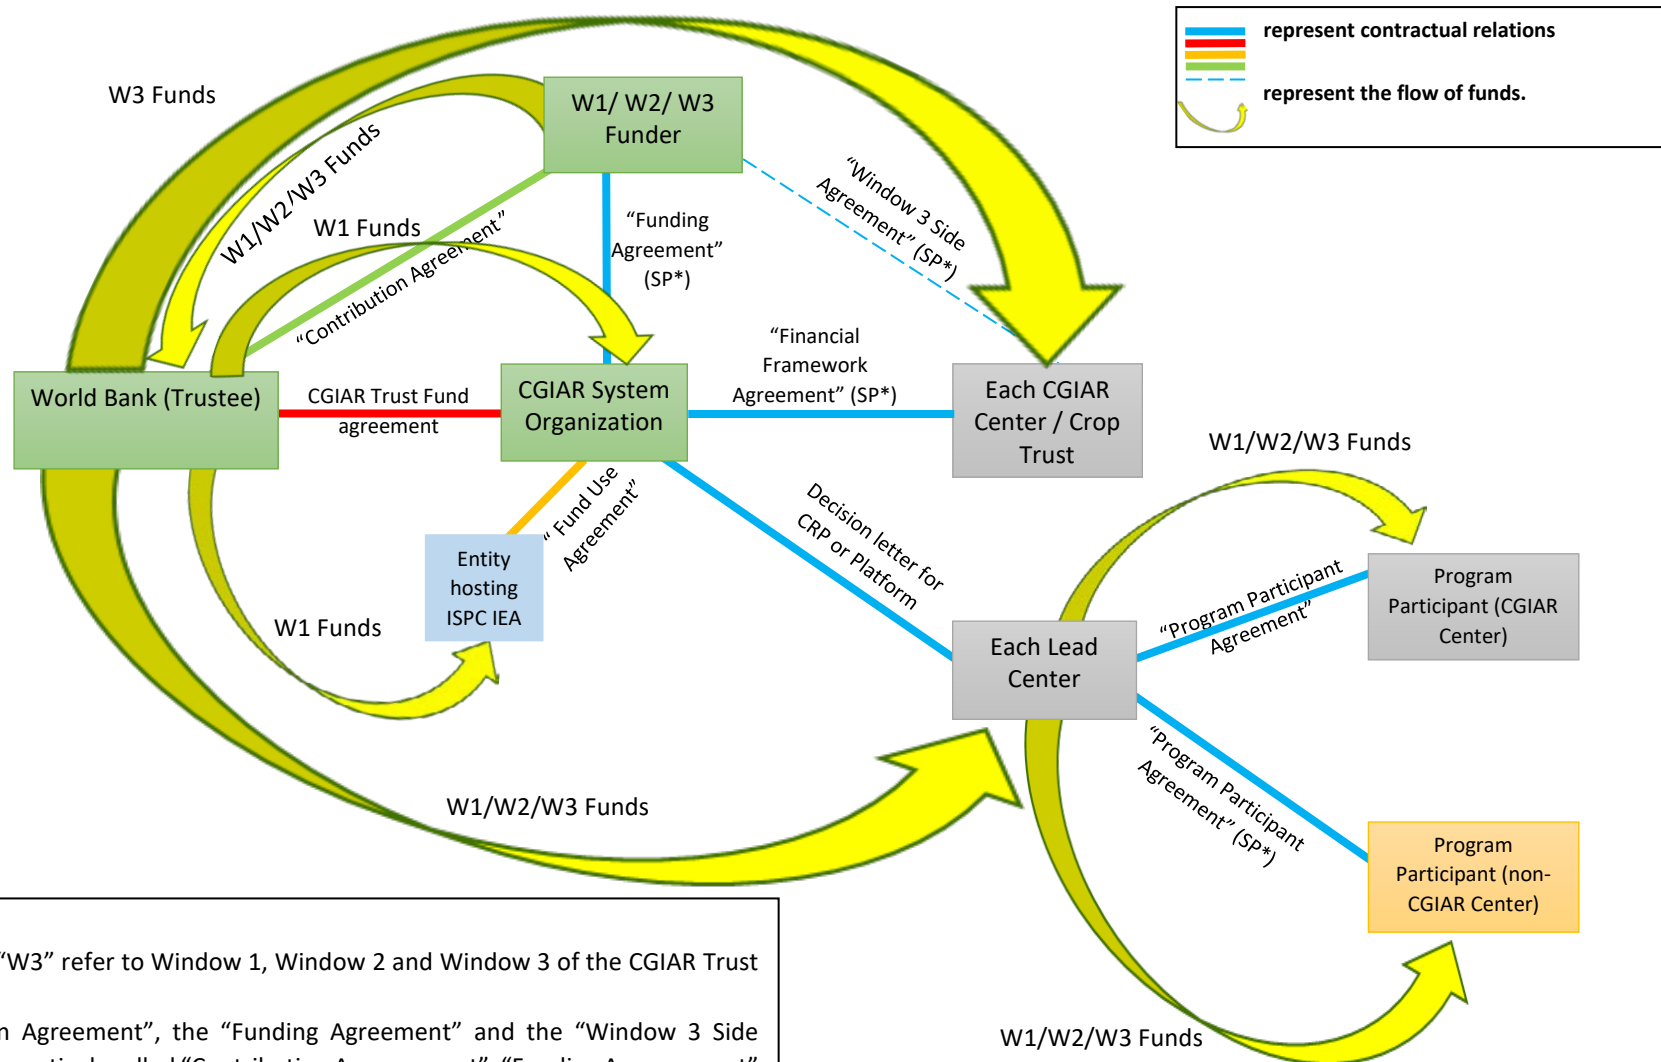 represent contractual relations
represent the flow of funds.
W3 Funds
W1/ W2/ W3
Funder
W1/W2/W3 Funds
W1 Funds
“Contribution Agreement”
“Funding
Agreement”
(SP*)
“Window 3 Side
Agreement” (SP*)
World Bank (Trustee)
CGIAR Trust Fund
agreement
CGIAR System
Organization
“Financial
Framework
Agreement” (SP*)
Each CGIAR
Center / Crop
Trust
“ Fund Use
Agreement”
Entity
hosting
ISPC IEA
W1 Funds
Decision letter for
CRP or Platform
W1/W2/W3 Funds
Each Lead
Center
“Program Participant
Agreement”
Program
Participant (CGIAR
Center)
“Program Participant
Agreement” (SP*)
Program
Participant (non-
CGIAR Center)
W1/W2/W3 Funds
W1/W2/W3 Funds
“W3” refer to Window 1, Window 2 and Window 3 of the CGIAR Trust
n Agreement”, the “Funding Agreement” and the “Window 3 Side